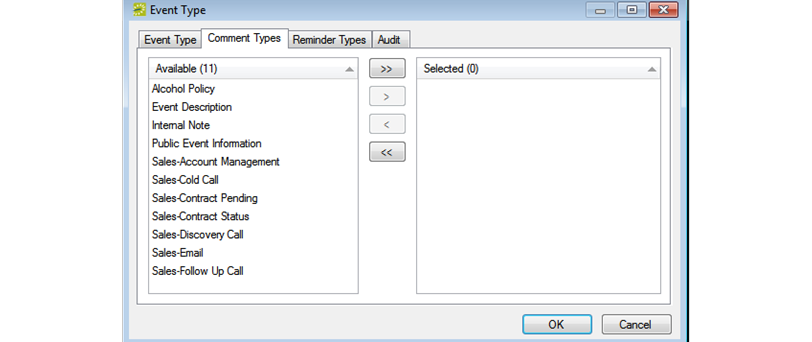 Event Type
Event Type Comment Types Reminder Types Audit
Available (11) >> Selected (0)
Alcohol Policy >
Event Description
Internal Note <
Public Event Information <<
Sales-Account Management
Sales-Cold Call
Sales-Contract Pending
Sales-Contract Status
Sales-Discovery Call
Sales-Email
Sales-Follow Up Call
OK Cancel